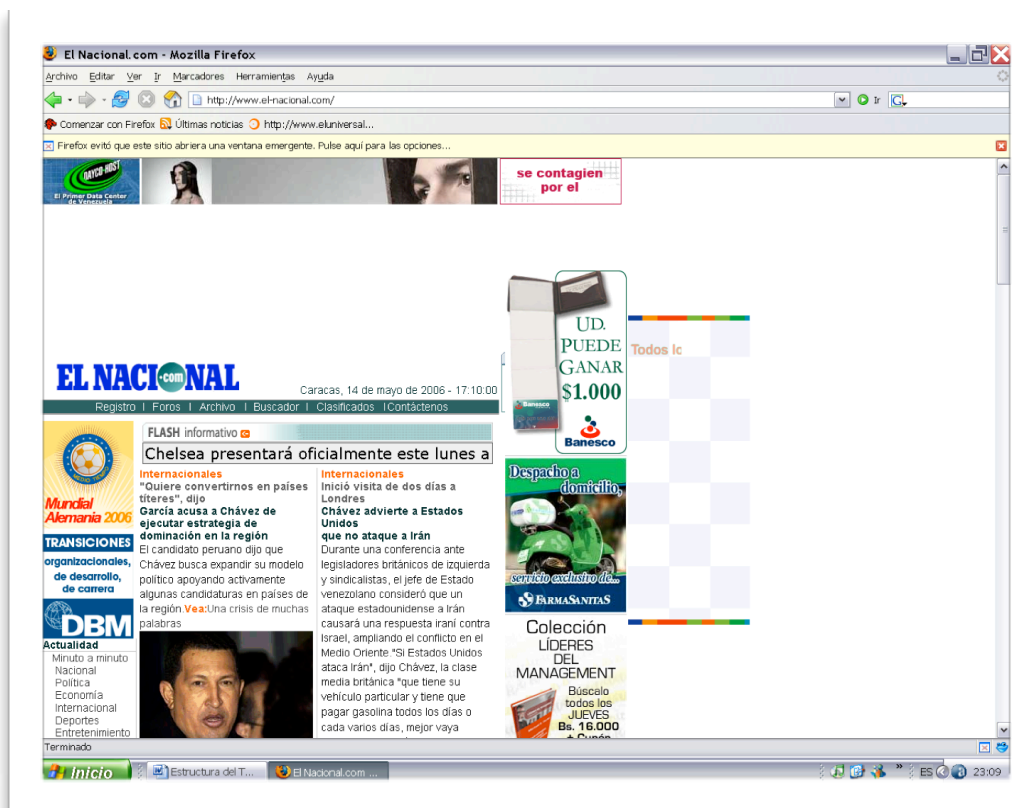 El Nacional.com - Mozilla Firefox
Archivo Editar Ver Ir Marcadores Herramientas Ayuda
http://www.el-nacional.com/
Ir
G
Comenzar con Firefox Últimas noticias http://www.eluniversal...
Firefox evitó que este sitio abriera una ventana emergente. Pulse aquí para las opciones...
DAYCO-HOST
El Primer Data Center
de Venezuela
se contagien
por el
UD.
PUEDE
GANAR
$1.000
Banesco
Banesco
Todos lc
EL NACI.comNAL
Caracas, 14 de mayo de 2006 - 17:10:00
Registro I Foros I Archivo I Buscador I Clasificados IContáctenos
MEDIO TIEMPO
Mundial
Alemania 2006
TRANSICIONES
organizacionales,
de desarrollo,
de carrera
DBM
Actualidad
Minuto a minuto
Nacional
Política
Economía
Internacional
Deportes
Entretenimiento
FLASH informativo
Chelsea presentará oficialmente este lunes a
Internacionales
"Quiere convertirnos en países
títeres", dijo
García acusa a Chávez de
ejecutar estrategia de
dominación en la región
El candidato peruano dijo que
Chávez busca expandir su modelo
político apoyando activamente
algunas candidaturas en países de
la región.Vea:Una crisis de muchas
palabras
Internacionales
Inició visita de dos días a
Londres
Chávez advierte a Estados
Unidos
que no ataque a Irán
Durante una conferencia ante
legisladores británicos de izquierda
y sindicalistas, el jefe de Estado
venezolano consideró que un
ataque estadounidense a Irán
causará una respuesta iraní contra
Israel, ampliando el conflicto en el
Medio Oriente."Si Estados Unidos
ataca Irán", dijo Chávez, la clase
media británica "que tiene su
vehículo particular y tiene que
pagar gasolina todos los días o
cada varios días, mejor vaya
Despacho a
domicilio,
servicio exclusivo de...
FARMASANITAS
Colección
LÍDERES
DEL
MANAGEMENT
Búscalo
todos los
JUEVES
Bs. 16.000
+ Cupón
Terminado
Inicio
Estructura del T...
El Nacional.com ...
ES
23:09